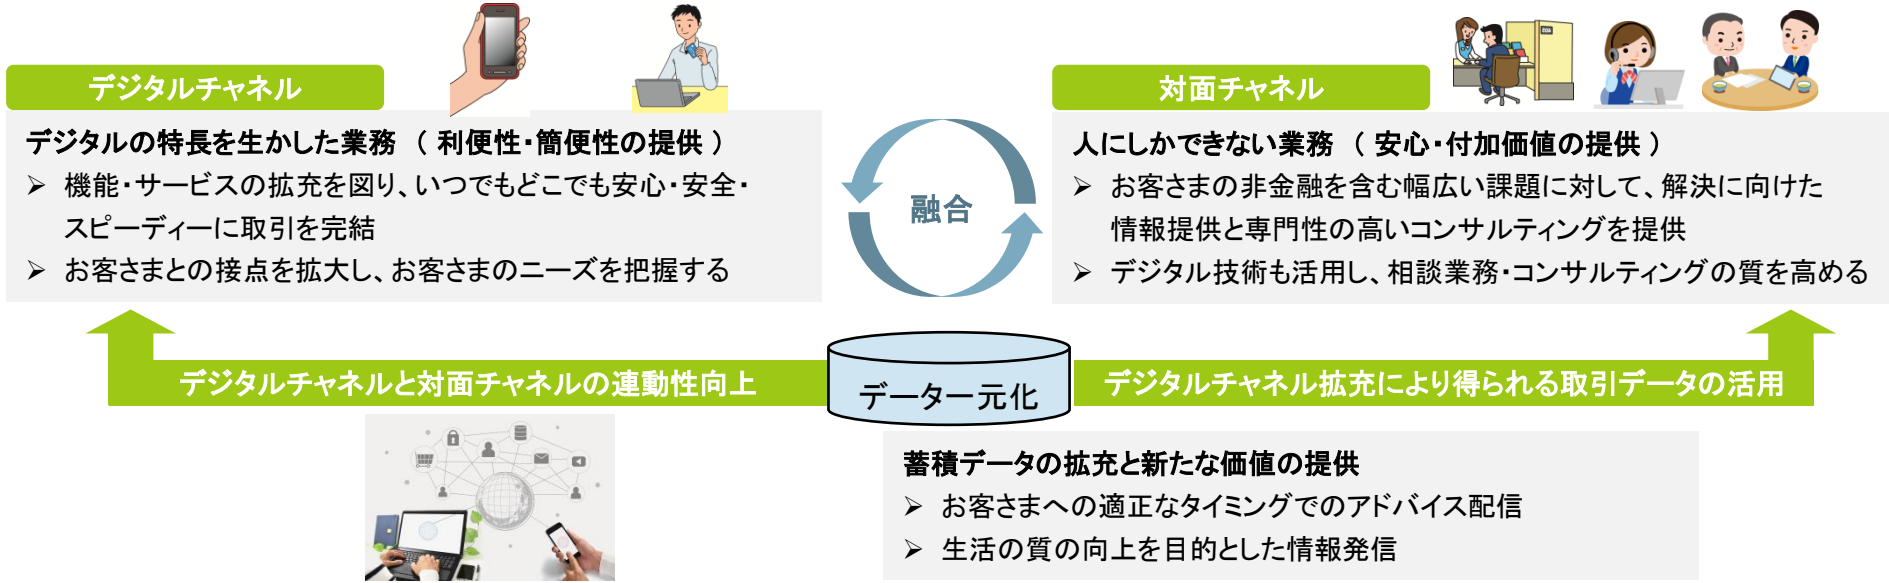 デジタルチャネル
デジタルの特長を生かした業務 （ 利便性・簡便性の提供 ）
➢ 機能・サービスの拡充を図り、いつでもどこでも安心・安全・
スピーディーに取引を完結
➢ お客さまとの接点を拡大し、お客さまのニーズを把握する
融合
対面チャネル
人にしかできない業務 （ 安心・付加価値の提供 ）
➢ お客さまの非金融を含む幅広い課題に対して、解決に向けた
情報提供と専門性の高いコンサルティングを提供
➢ デジタル技術も活用し、相談業務・コンサルティングの質を高める
デジタルチャネルと対面チャネルの連動性向上
データ一元化
デジタルチャネル拡充により得られる取引データの活用
蓄積データの拡充と新たな価値の提供
➢ お客さまへの適正なタイミングでのアドバイス配信
➢ 生活の質の向上を目的とした情報発信